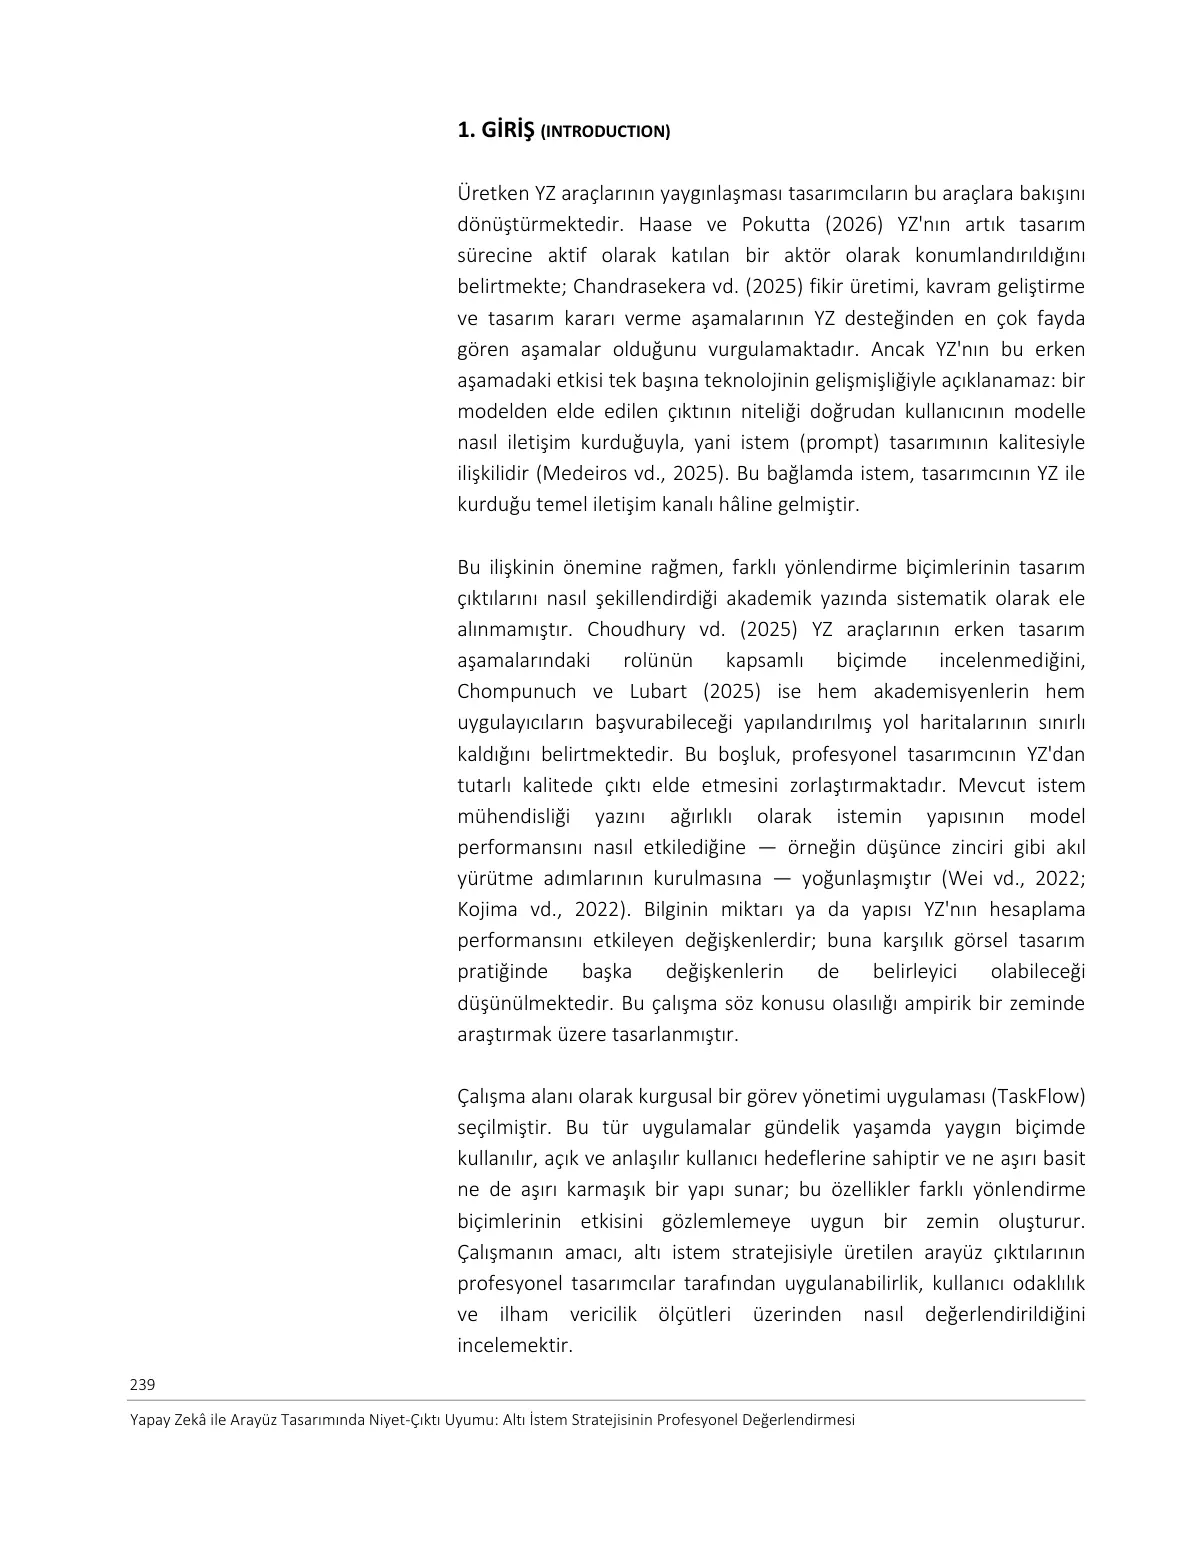 1. GİRİŞ (INTRODUCTION)
Üretken YZ araçlarının yaygınlaşması tasarımcıların bu araçlara bakışını
dönüştürmektedir. Haase ve Pokutta (2026) YZ'nın artık tasarım
sürecine aktif olarak katılan bir aktör olarak konumlandırıldığını
belirtmekte; Chandrasekera vd. (2025) fikir üretimi, kavram geliştirme
ve tasarım kararı verme aşamalarının YZ desteğinden en çok fayda
gören aşamalar olduğunu vurgulamaktadır. Ancak YZ'nın bu erken
aşamadaki etkisi tek başına teknolojinin gelişmişliğiyle açıklanamaz: bir
modelden elde edilen çıktının niteliği doğrudan kullanıcının modelle
nasıl iletişim kurduğuyla, yani istem (prompt) tasarımının kalitesiyle
ilişkilidir (Medeiros vd., 2025). Bu bağlamda istem, tasarımcının YZ ile
kurduğu temel iletişim kanalı hâline gelmiştir.
Bu ilişkinin önemine rağmen, farklı yönlendirme biçimlerinin tasarım
çıktılarını nasıl şekillendirdiği akademik yazında sistematik olarak ele
alınmamıştır. Choudhury vd. (2025) YZ araçlarının erken tasarım
aşamalarındaki rolünün kapsamlı biçimde incelenmediğini,
Chompunuch ve Lubart (2025) ise hem akademisyenlerin hem
uygulayıcıların başvurabileceği yapılandırılmış yol haritalarının sınırlı
kaldığını belirtmektedir. Bu boşluk, profesyonel tasarımcının YZ'dan
tutarlı kalitede çıktı elde etmesini zorlaştırmaktadır. Mevcut istem
mühendisliği yazını ağırlıklı olarak istemin yapısının model
performansını nasıl etkilediğine — örneğin düşünce zinciri gibi akıl
yürütme adımlarının kurulmasına — yoğunlaşmıştır (Wei vd., 2022;
Kojima vd., 2022). Bilginin miktarı ya da yapısı YZ'nın hesaplama
performansını etkileyen değişkenlerdir; buna karşılık görsel tasarım
pratiğinde başka değişkenlerin de belirleyici olabileceği
düşünülmektedir. Bu çalışma söz konusu olasılığı ampirik bir zeminde
araştırmak üzere tasarlanmıştır.
Çalışma alanı olarak kurgusal bir görev yönetimi uygulaması (TaskFlow)
seçilmiştir. Bu tür uygulamalar gündelik yaşamda yaygın biçimde
kullanılır, açık ve anlaşılır kullanıcı hedeflerine sahiptir ve ne aşırı basit
ne de aşırı karmaşık bir yapı sunar; bu özellikler farklı yönlendirme
biçimlerinin etkisini gözlemlemeye uygun bir zemin oluşturur.
Çalışmanın amacı, altı istem stratejisiyle üretilen arayüz çıktılarının
profesyonel tasarımcılar tarafından uygulanabilirlik, kullanıcı odaklılık
ve ilham vericilik ölçütleri üzerinden nasıl değerlendirildiğini
incelemektir.
239
Yapay Zekâ ile Arayüz Tasarımında Niyet-Çıktı Uyumu: Altı İstem Stratejisinin Profesyonel Değerlendirmesi